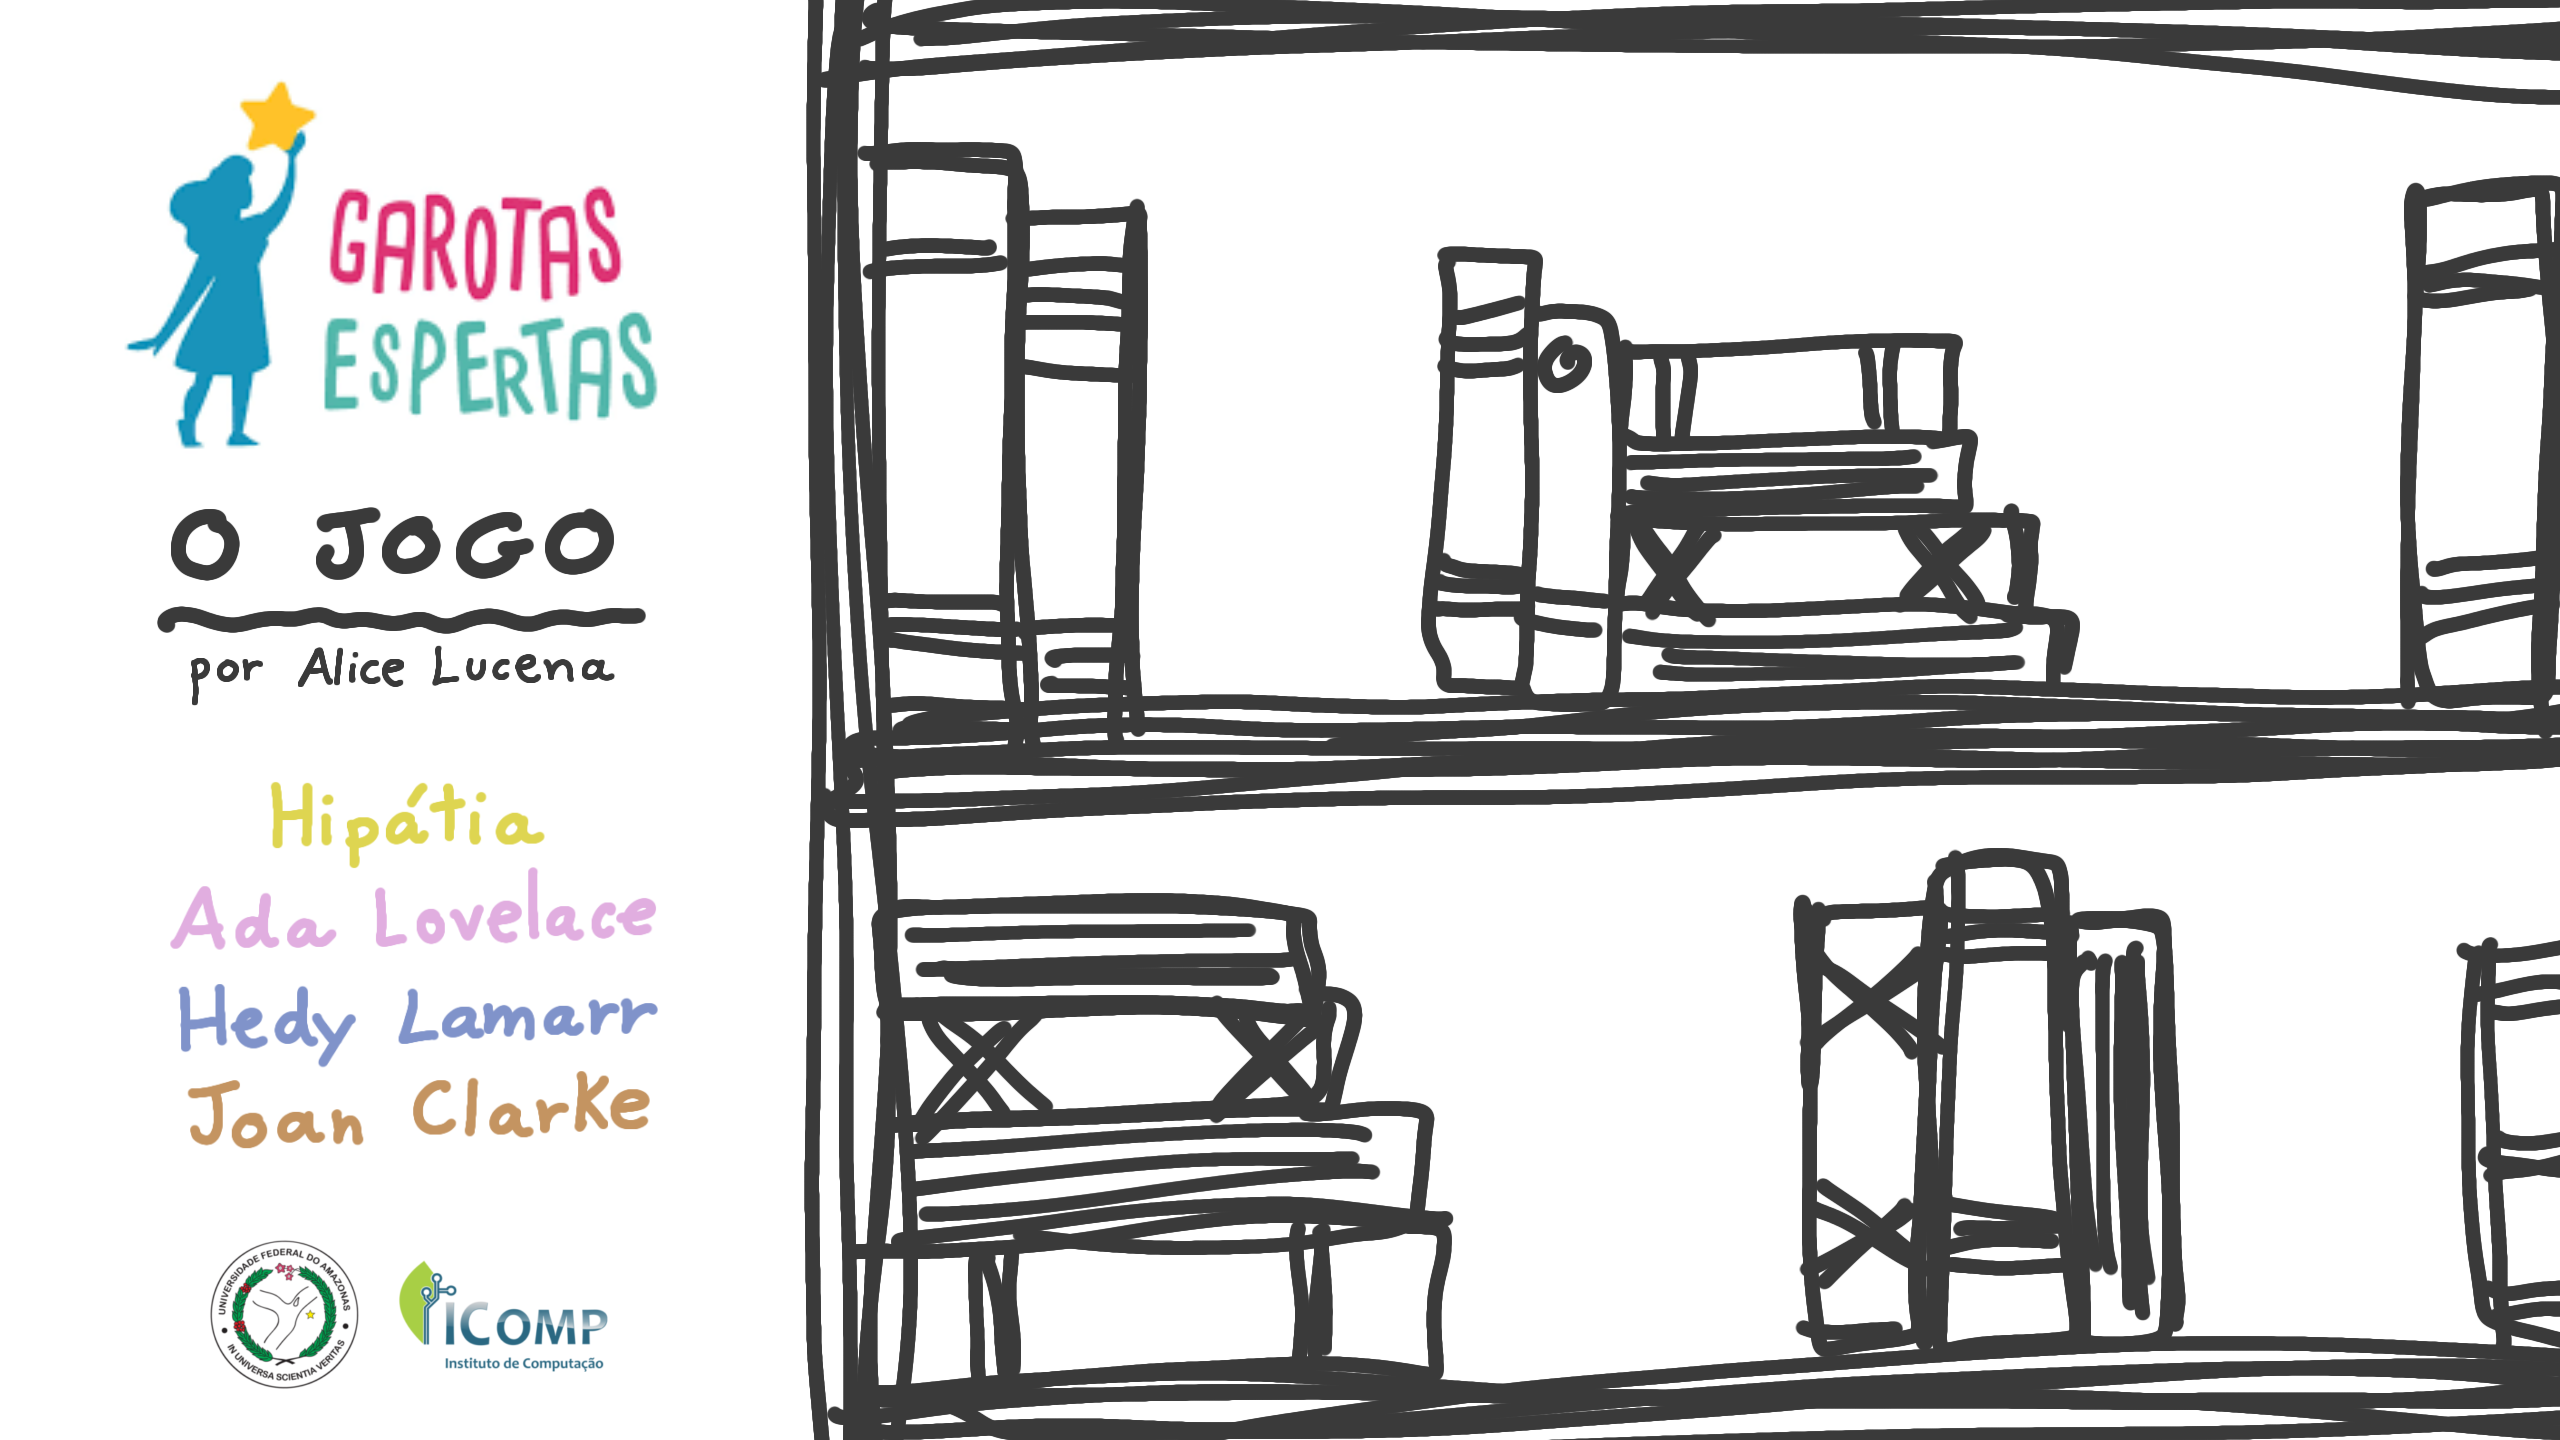 GAROTAS
ESPERTAS
O JOGO
por Alice Lucena
Hipátia
Ada Lovelace
Hedy Lamarr
Joan Clarke
UNIVERSIDADE FEDERAL DO AMAZONAS
IN UNIVERSA SCIENTIA VERITAS
ICOMP
Instituto de Computação